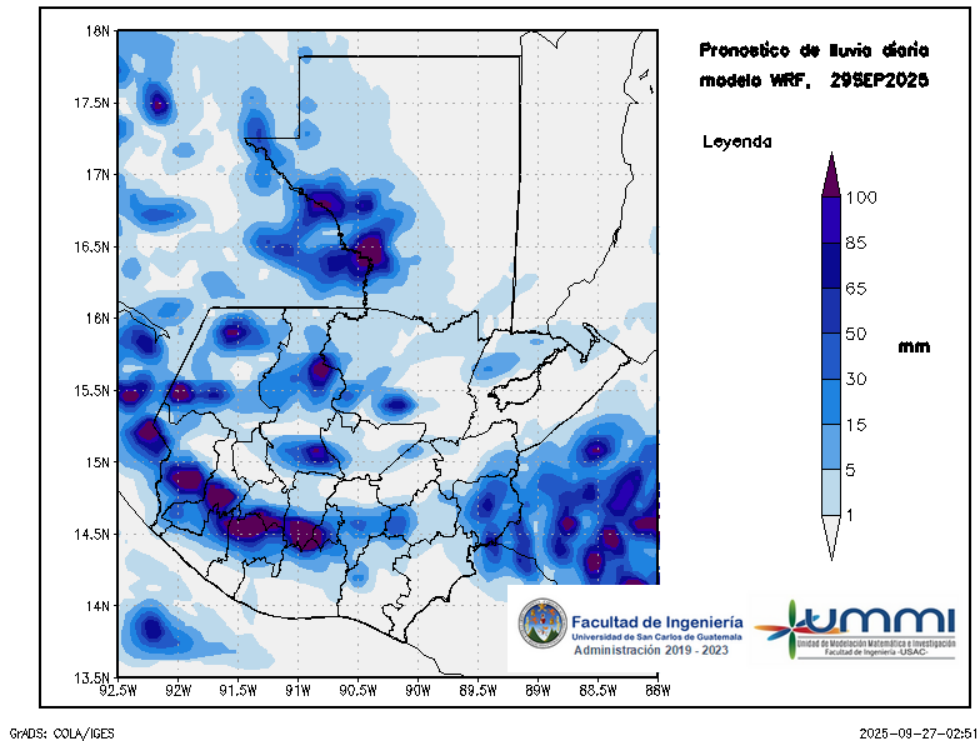 Pronostico de lluvia diaria
modelo WRF, 29SEP2025
Leyenda
100
85
65
50
30
15
5
1
mm
18N
17.5N
17N
16.5N
16N
15.5N
15N
14.5N
14N
13.5N
92.5W 92W 91.5W 91W 90.5W 90W 89.5W 89W 88.5W 88W
Facultad de Ingeniería
Universidad de San Carlos de Guatemala
Administración 2019 - 2023
ummi
Unidad de Modelación Matemática e Investigación
Facultad de Ingeniería -USAC-
GrADS: COLA/IGES
2025-09-27-02:51